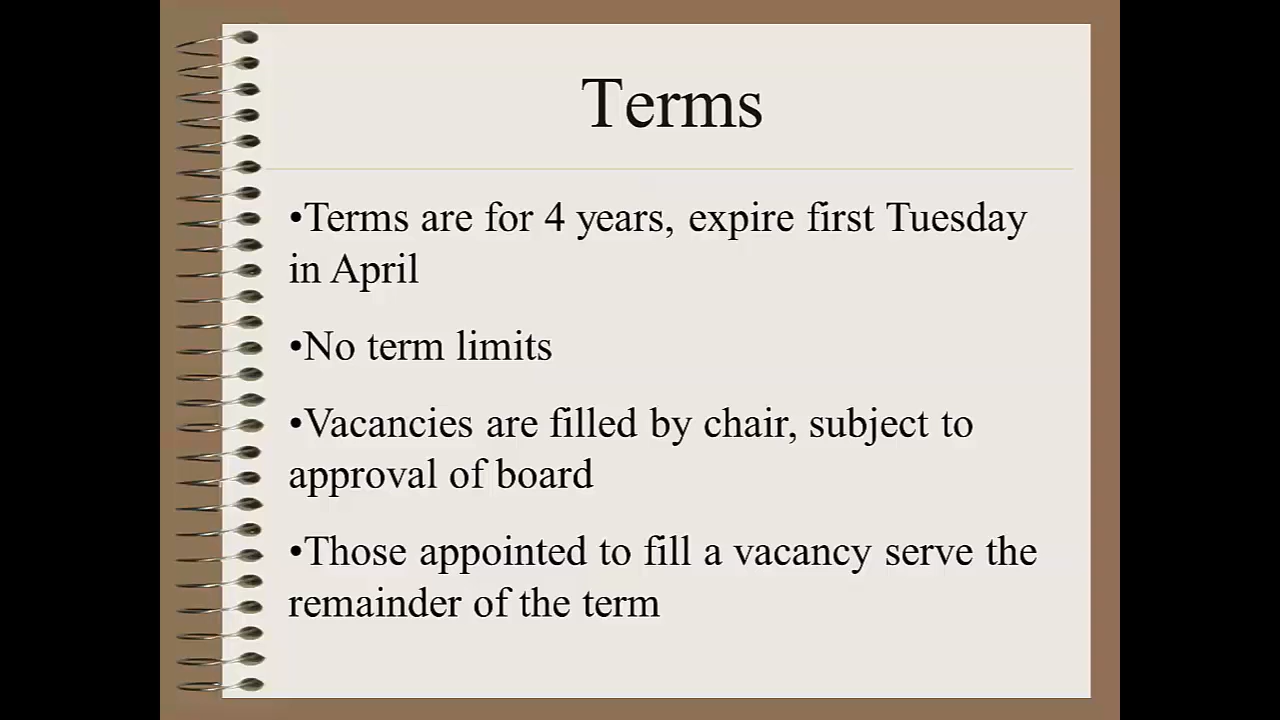 Terms
•Terms are for 4 years, expire first Tuesday
in April
•No term limits
•Vacancies are filled by chair, subject to
approval of board
•Those appointed to fill a vacancy serve the
remainder of the term